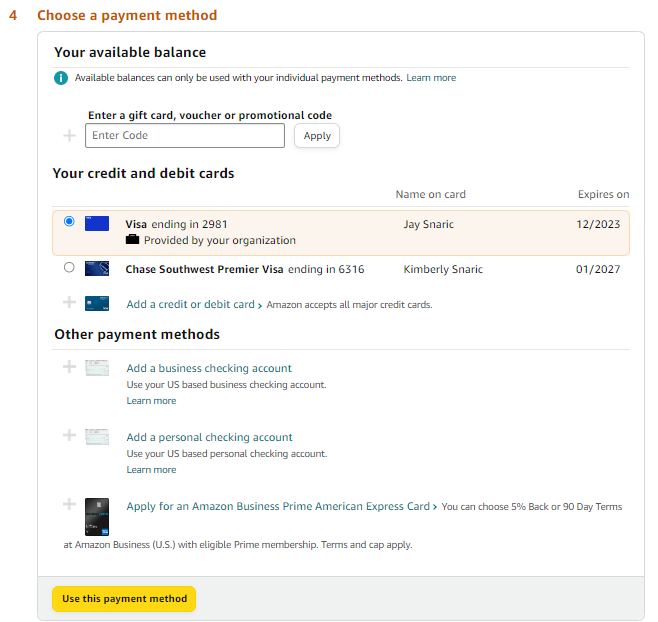 4 Choose a payment method
Your available balance
i Available balances can only be used with your individual payment methods. Learn more
Enter a gift card, voucher or promotional code
Enter Code Apply
Your credit and debit cards
Name on card Expires on
Visa ending in 2981 Jay Snaric 12/2023
Provided by your organization
Chase Southwest Premier Visa ending in 6316 Kimberly Snaric 01/2027
Add a credit or debit card › Amazon accepts all major credit cards.
Other payment methods
Add a business checking account
Use your US based business checking account.
Learn more
Add a personal checking account
Use your US based personal checking account.
Learn more
Apply for an Amazon Business Prime American Express Card › You can choose 5% Back or 90 Day Terms
at Amazon Business (U.S.) with eligible Prime membership. Terms and cap apply.
Use this payment method